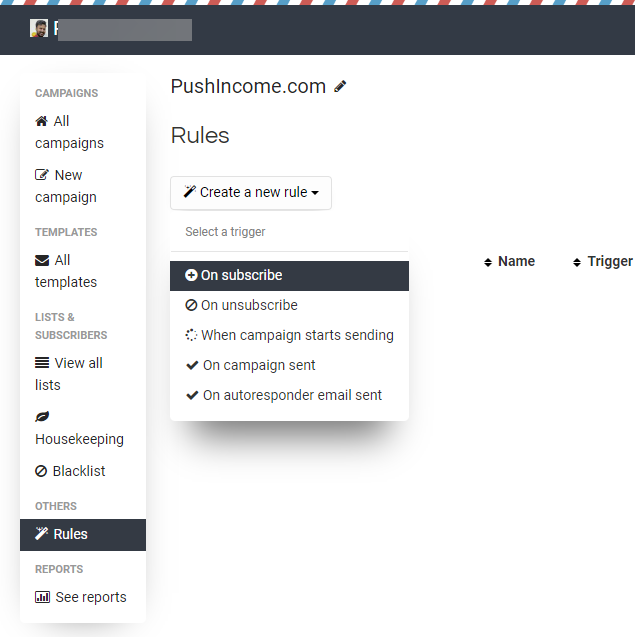 PushIncome.com
Rules
CAMPAIGNS
All
campaigns
New
campaign
TEMPLATES
All
templates
LISTS &
SUBSCRIBERS
View all
lists
Housekeeping
Blacklist
OTHERS
Rules
REPORTS
See reports
Create a new rule
Select a trigger
On subscribe
On unsubscribe
When campaign starts sending
On campaign sent
On autoresponder email sent
Name
Trigger